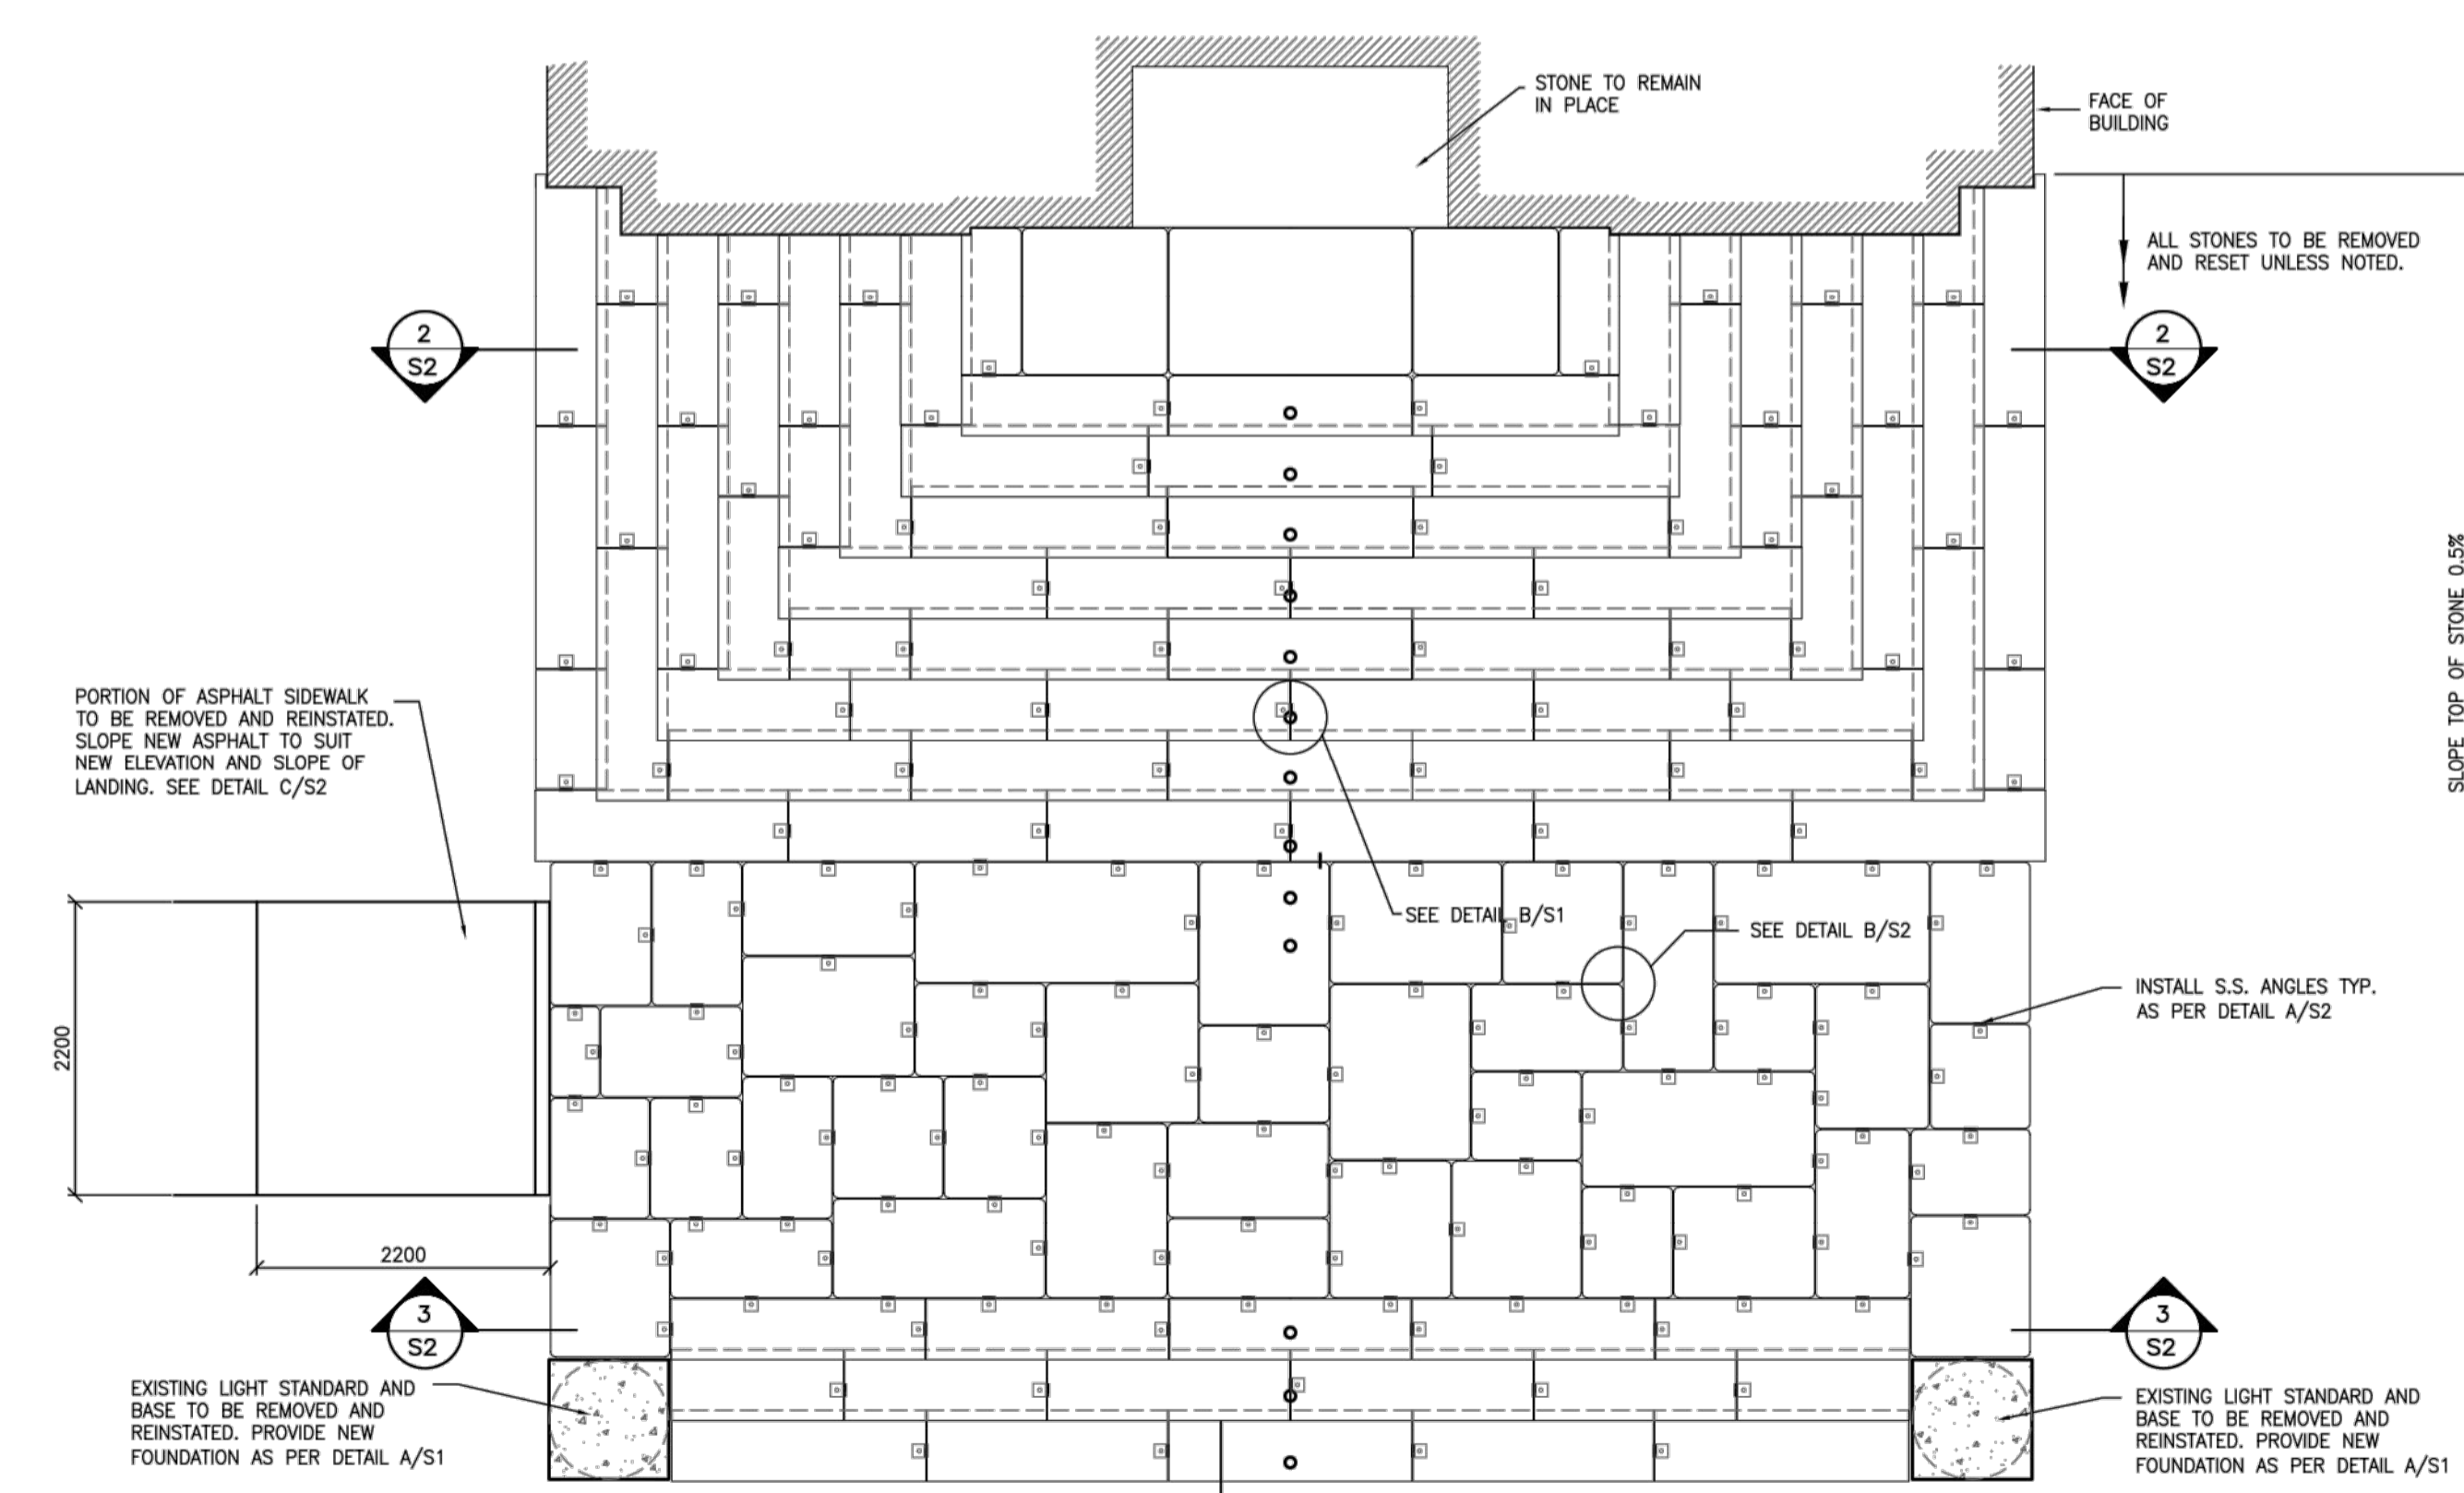 STONE TO REMAIN
IN PLACE
FACE OF
BUILDING
ALL STONES TO BE REMOVED
AND RESET UNLESS NOTED.
2
S2
2
S2
SLOPE TOP OF STONE 0.5%
PORTION OF ASPHALT SIDEWALK
TO BE REMOVED AND REINSTATED.
SLOPE NEW ASPHALT TO SUIT
NEW ELEVATION AND SLOPE OF
LANDING. SEE DETAIL C/S2
SEE DETAIL B/S1
SEE DETAIL B/S2
INSTALL S.S. ANGLES TYP.
AS PER DETAIL A/S2
2200
2200
3
S2
3
S2
EXISTING LIGHT STANDARD AND
BASE TO BE REMOVED AND
REINSTATED. PROVIDE NEW
FOUNDATION AS PER DETAIL A/S1
EXISTING LIGHT STANDARD AND
BASE TO BE REMOVED AND
REINSTATED. PROVIDE NEW
FOUNDATION AS PER DETAIL A/S1